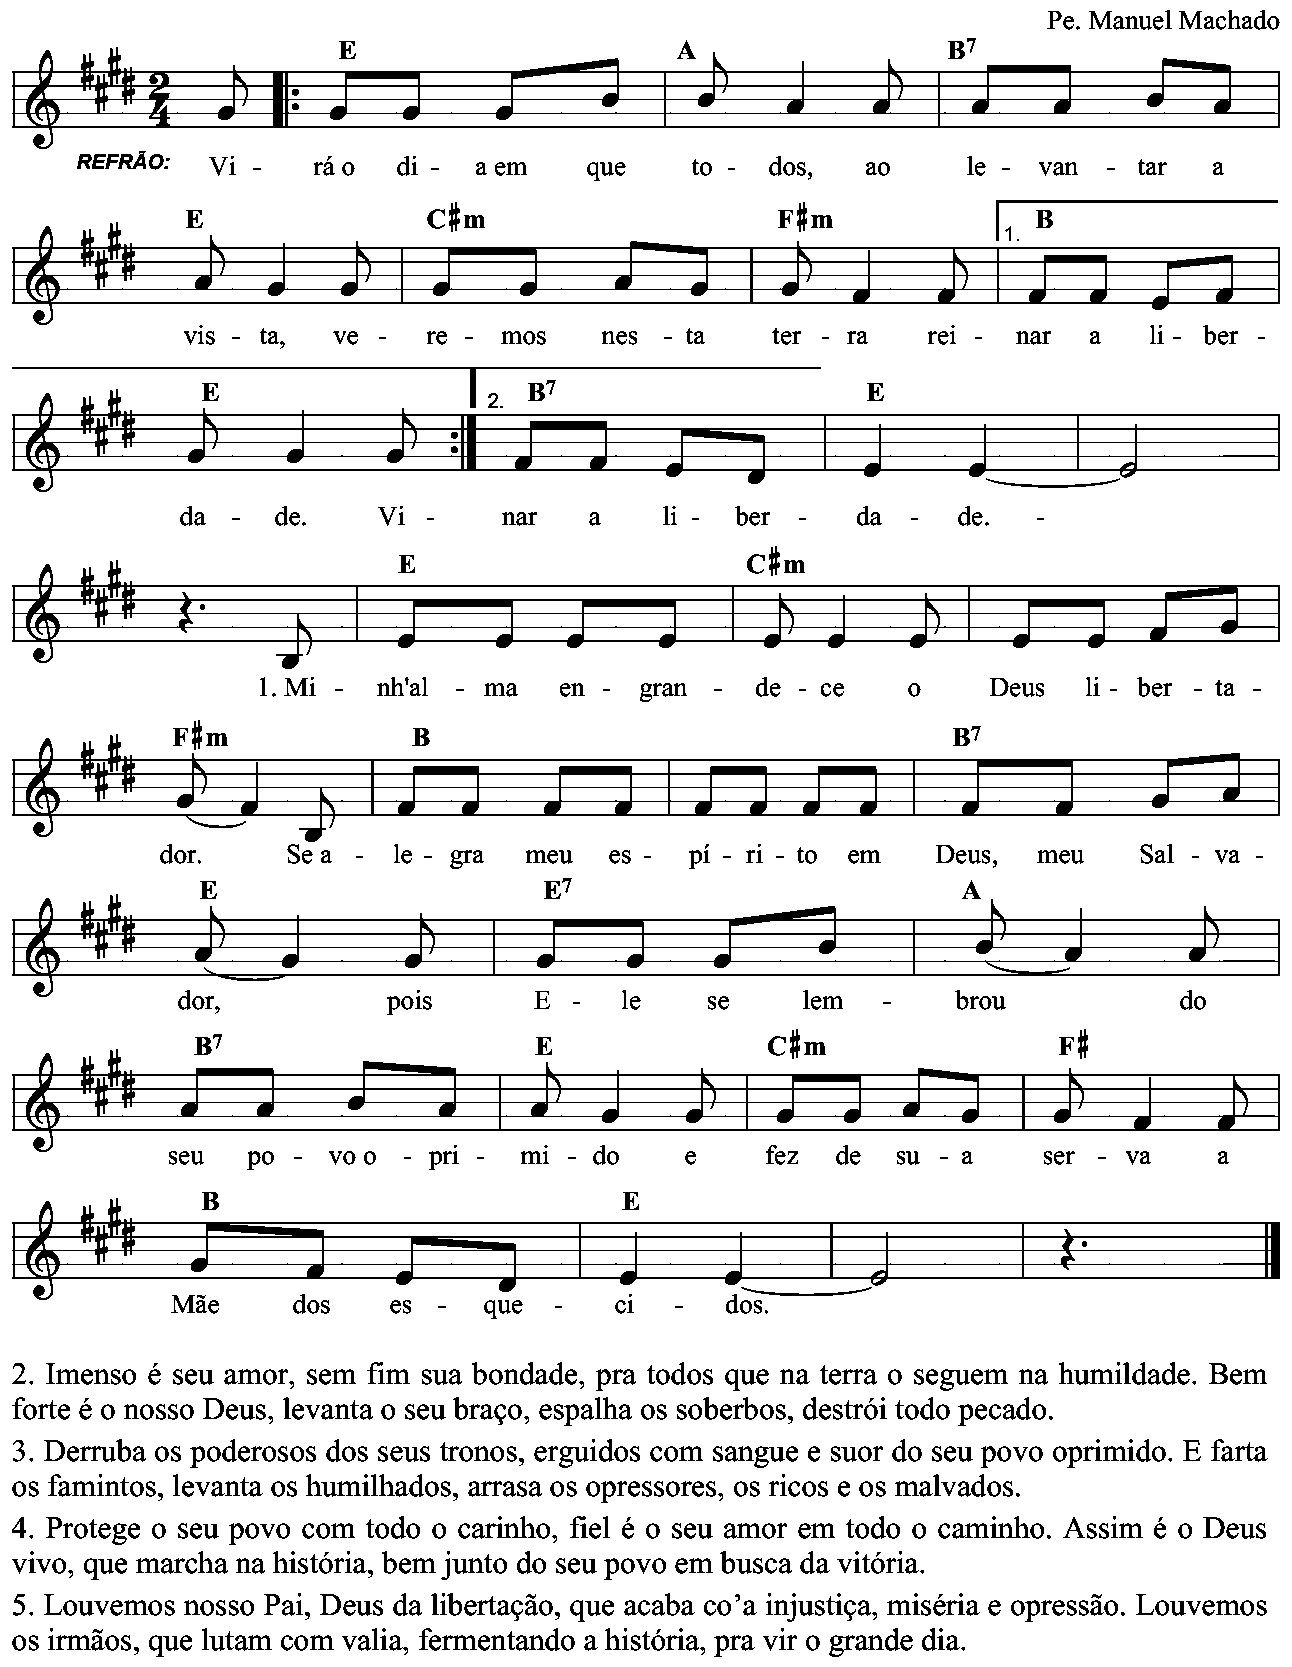 Pe. Manuel Machado
E A B7
REFRÃO: Vi - rá o di - a em que to - dos, ao le - van - tar a
E C#m F#m 1. B
vis - ta, ve - re - mos nes - ta ter - ra rei - nar a li - ber -
E 2. B7 E
da - de. Vi - nar a li - ber - da - de. -
E C#m
1. Mi - nh'al - ma en - gran - de - ce o Deus li - ber - ta -
F#m B B7
dor. Se a - le - gra meu es - pí - ri - to em Deus, meu Sal - va -
E E7 A
dor, pois E - le se lem - brou do
B7 E C#m F#
seu po - vo o - pri - mi - do e fez de su - a ser - va a
B E
Mãe dos es - que - ci - dos.
2. Imenso é seu amor, sem fim sua bondade, pra todos que na terra o seguem na humildade. Bem
forte é o nosso Deus, levanta o seu braço, espalha os soberbos, destrói todo pecado.
3. Derruba os poderosos dos seus tronos, erguidos com sangue e suor do seu povo oprimido. E farta
os famintos, levanta os humilhados, arrasa os opressores, os ricos e os malvados.
4. Protege o seu povo com todo o carinho, fiel é o seu amor em todo o caminho. Assim é o Deus
vivo, que marcha na história, bem junto do seu povo em busca da vitória.
5. Louvemos nosso Pai, Deus da libertação, que acaba co’a injustiça, miséria e opressão. Louvemos
os irmãos, que lutam com valia, fermentando a história, pra vir o grande dia.